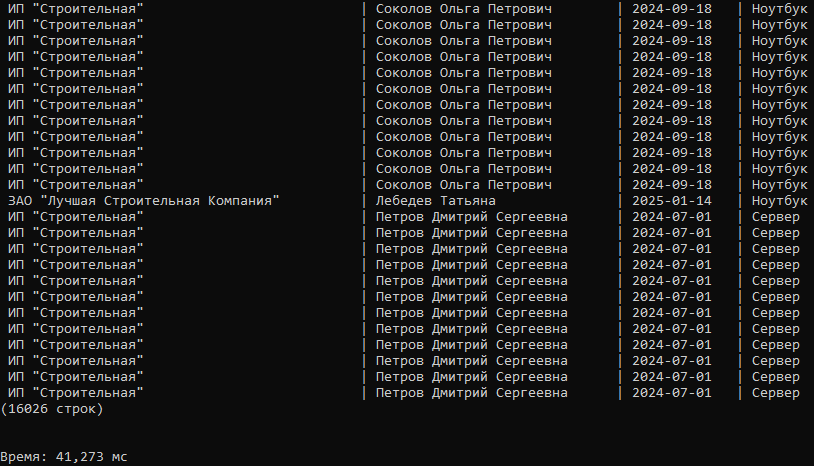 ИП "Строительная" | Соколов Ольга Петрович | 2024-09-18 | Ноутбук
ИП "Строительная" | Соколов Ольга Петрович | 2024-09-18 | Ноутбук
ИП "Строительная" | Соколов Ольга Петрович | 2024-09-18 | Ноутбук
ИП "Строительная" | Соколов Ольга Петрович | 2024-09-18 | Ноутбук
ИП "Строительная" | Соколов Ольга Петрович | 2024-09-18 | Ноутбук
ИП "Строительная" | Соколов Ольга Петрович | 2024-09-18 | Ноутбук
ИП "Строительная" | Соколов Ольга Петрович | 2024-09-18 | Ноутбук
ИП "Строительная" | Соколов Ольга Петрович | 2024-09-18 | Ноутбук
ИП "Строительная" | Соколов Ольга Петрович | 2024-09-18 | Ноутбук
ИП "Строительная" | Соколов Ольга Петрович | 2024-09-18 | Ноутбук
ИП "Строительная" | Соколов Ольга Петрович | 2024-09-18 | Ноутбук
ИП "Строительная" | Соколов Ольга Петрович | 2024-09-18 | Ноутбук
ЗАО "Лучшая Строительная Компания" | Лебедев Татьяна | 2025-01-14 | Ноутбук
ИП "Строительная" | Петров Дмитрий Сергеевна | 2024-07-01 | Сервер
ИП "Строительная" | Петров Дмитрий Сергеевна | 2024-07-01 | Сервер
ИП "Строительная" | Петров Дмитрий Сергеевна | 2024-07-01 | Сервер
ИП "Строительная" | Петров Дмитрий Сергеевна | 2024-07-01 | Сервер
ИП "Строительная" | Петров Дмитрий Сергеевна | 2024-07-01 | Сервер
ИП "Строительная" | Петров Дмитрий Сергеевна | 2024-07-01 | Сервер
ИП "Строительная" | Петров Дмитрий Сергеевна | 2024-07-01 | Сервер
ИП "Строительная" | Петров Дмитрий Сергеевна | 2024-07-01 | Сервер
ИП "Строительная" | Петров Дмитрий Сергеевна | 2024-07-01 | Сервер
ИП "Строительная" | Петров Дмитрий Сергеевна | 2024-07-01 | Сервер
ИП "Строительная" | Петров Дмитрий Сергеевна | 2024-07-01 | Сервер
ИП "Строительная" | Петров Дмитрий Сергеевна | 2024-07-01 | Сервер
(16026 строк)
Время: 41,273 мс